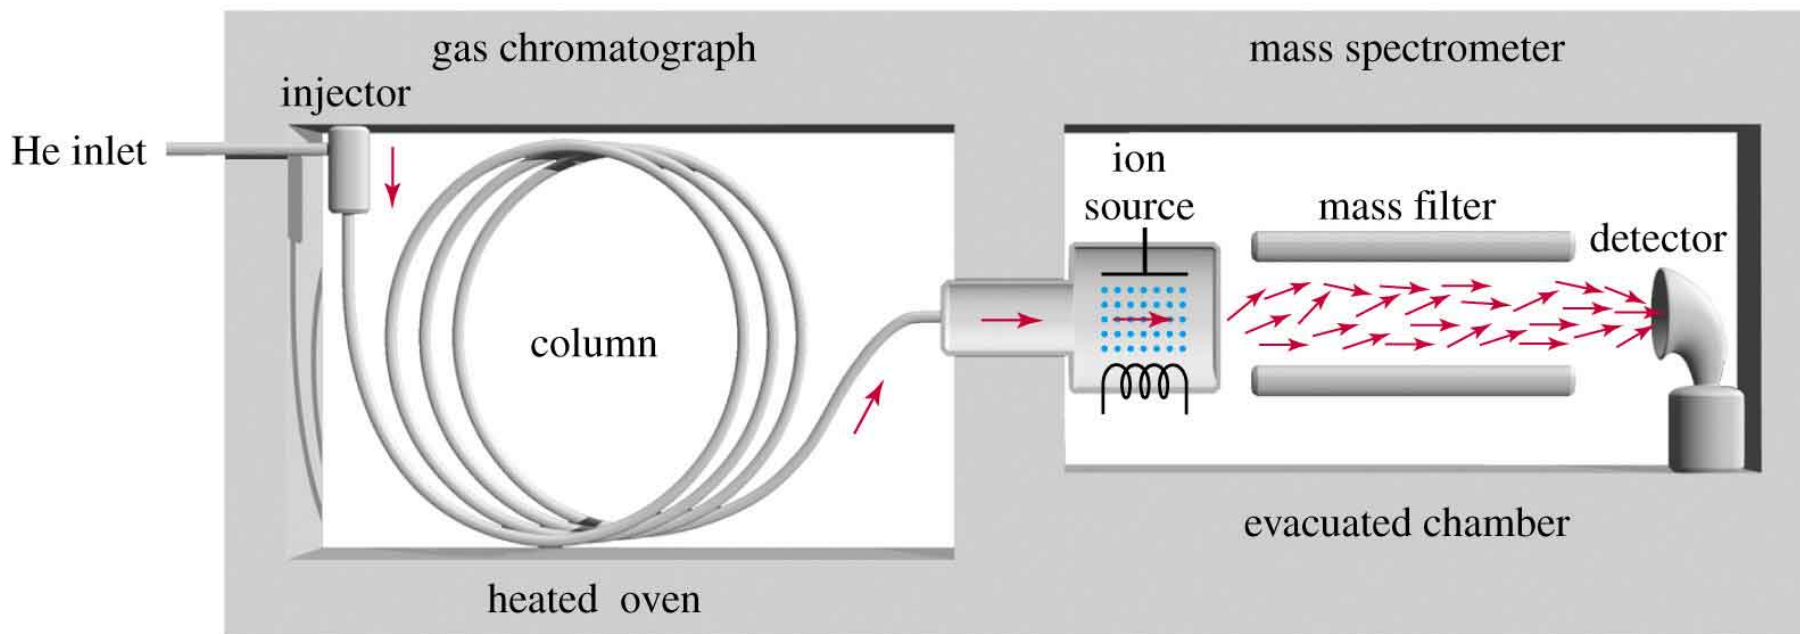 gas chromatograph
mass spectrometer
injector
He inlet
ion
source
mass filter
detector
column
evacuated chamber
heated oven